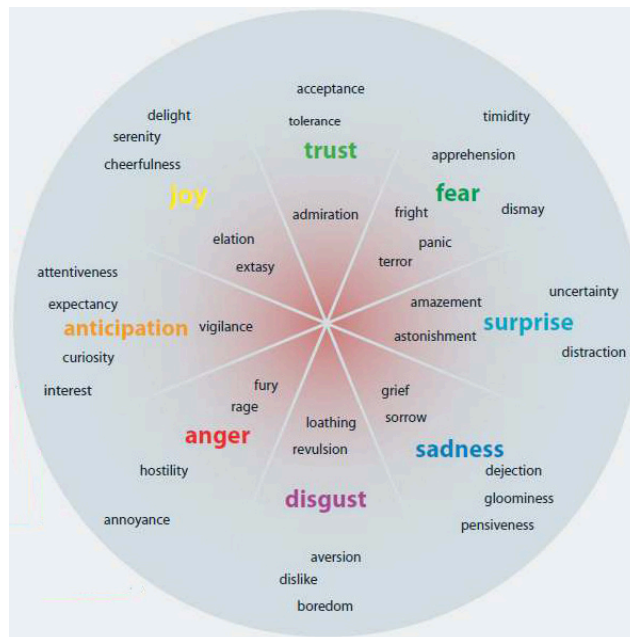 acceptance
tolerance
trust
admiration
timidity
apprehension
fear
fright
dismay
panic
terror
uncertainty
amazement
surprise
astonishment
distraction
grief
sorrow
sadness
dejection
gloominess
pensiveness
loathing
revulsion
disgust
aversion
dislike
boredom
fury
rage
anger
hostility
annoyance
attentiveness
expectancy
anticipation
vigilance
curiosity
interest
delight
serenity
cheerfulness
joy
elation
extasy